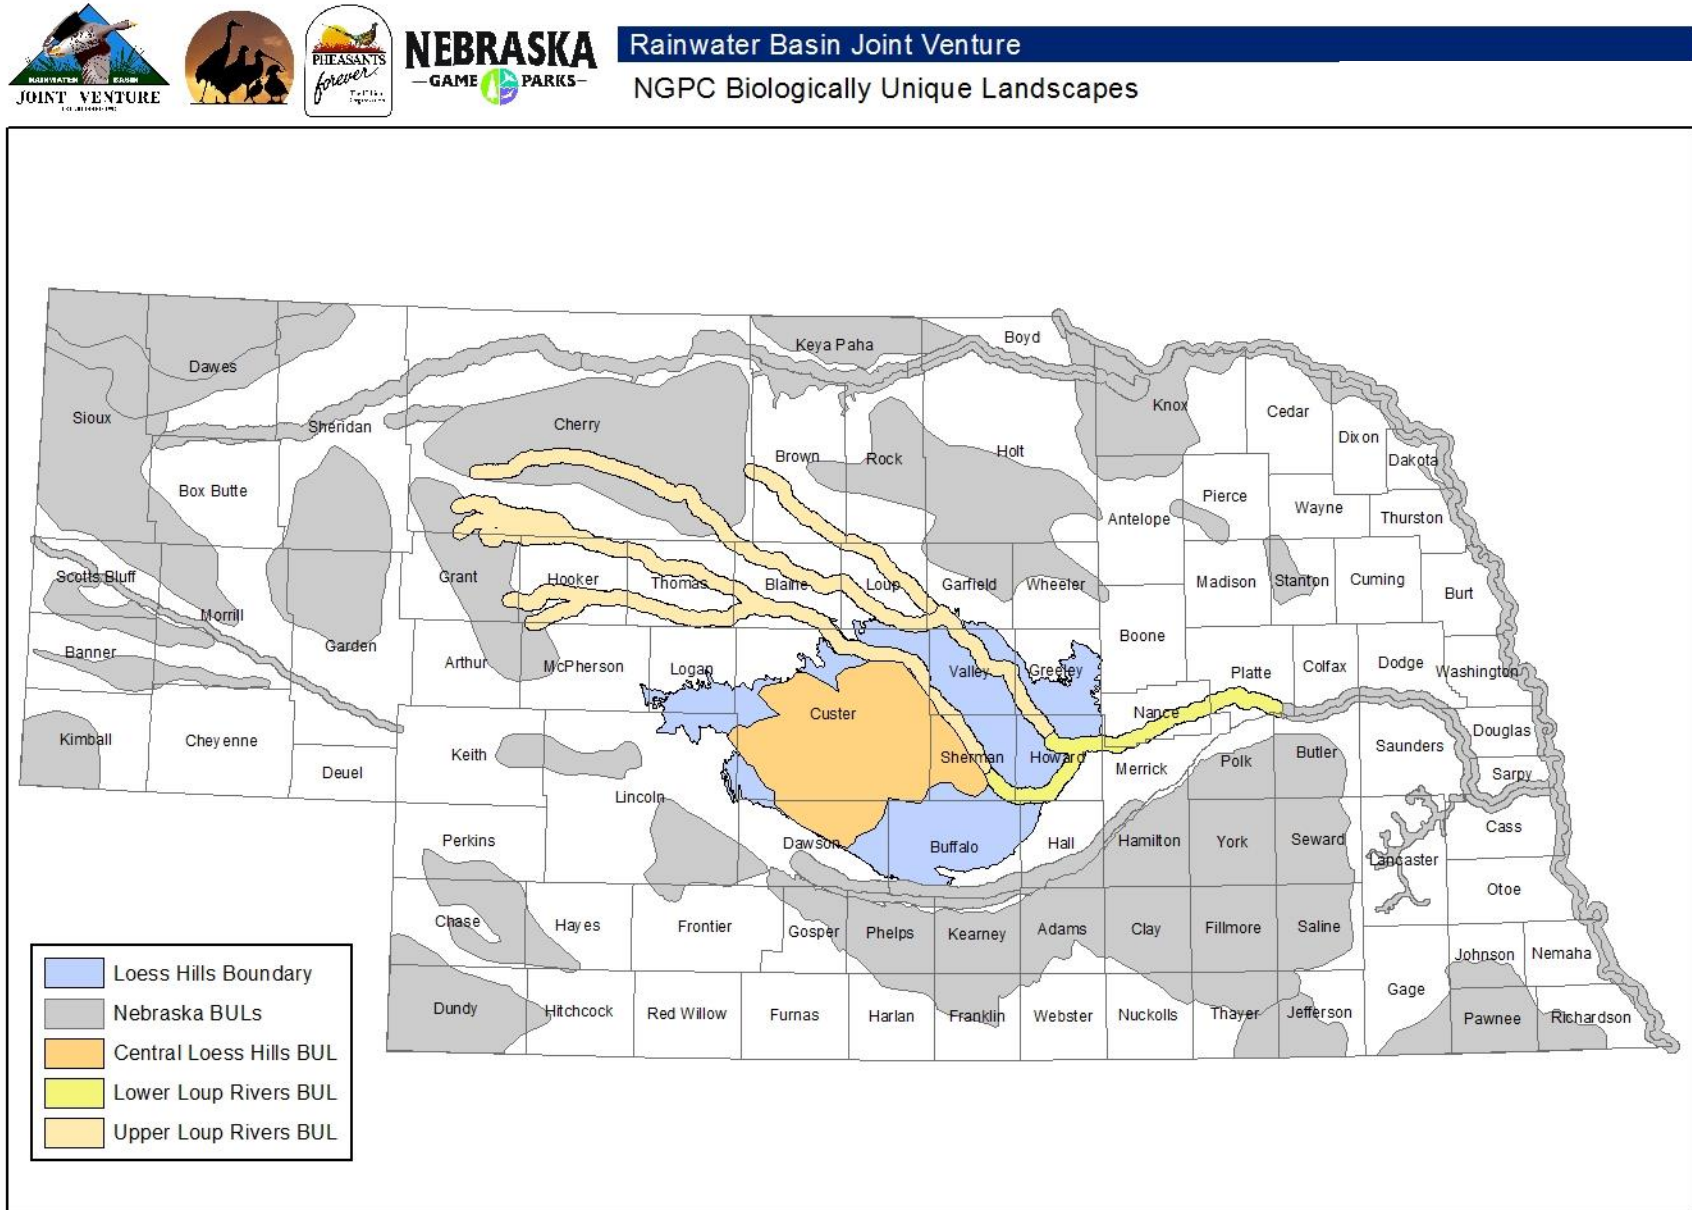 RAINWATER BASIN
JOINT VENTURE
PHEASANTS
forever
NEBRASKA
GAME PARKS
Rainwater Basin Joint Venture
NGPC Biologically Unique Landscapes
Boyd
Keya Paha
Dawes
Knox
Cedar
Sioux
Sheridan
Cherry
Dixon
Holt
Brown
Rock
Dakota
Box Butte
Pierce
Wayne
Antelope
Thurston
Scotts Bluff
Grant
Hooker
Thomas
Blaine
Loup
Garfield
Wheeler
Madison
Stanton
Cuming
Burt
Morrill
Garden
Boone
Banner
Arthur
McPherson
Logan
Valley
Greeley
Platte
Colfax
Dodge
Washington
Custer
Nance
Kimball
Cheyenne
Keith
Sherman
Howard
Merrick
Polk
Butler
Saunders
Douglas
Deuel
Sarpy
Lincoln
Perkins
Dawson
Buffalo
Hall
Hamilton
York
Seward
Cass
Lancaster
Otoe
Chase
Hayes
Frontier
Gosper
Phelps
Kearney
Adams
Clay
Fillmore
Saline
Johnson
Nemaha
Gage
Dundy
Hitchcock
Red Willow
Furnas
Harlan
Franklin
Webster
Nuckolls
Thayer
Jefferson
Pawnee
Richardson
Loess Hills Boundary
Nebraska BULs
Central Loess Hills BUL
Lower Loup Rivers BUL
Upper Loup Rivers BUL